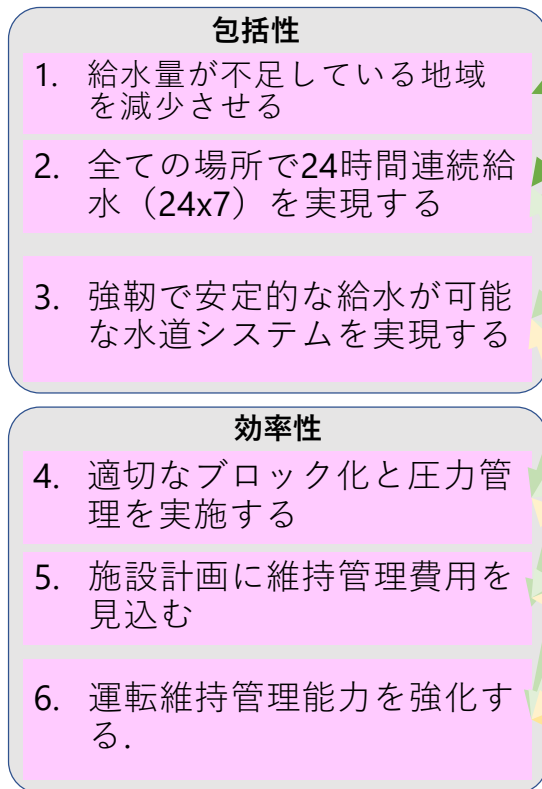 包括性
1. 給水量が不足している地域
を減少させる
2. 全ての場所で24時間連続給
水（24x7）を実現する
3. 強靭で安定的な給水が可能
な水道システムを実現する
効率性
4. 適切なブロック化と圧力管
理を実施する
5. 施設計画に維持管理費用を
見込む
6. 運転維持管理能力を強化す
る.